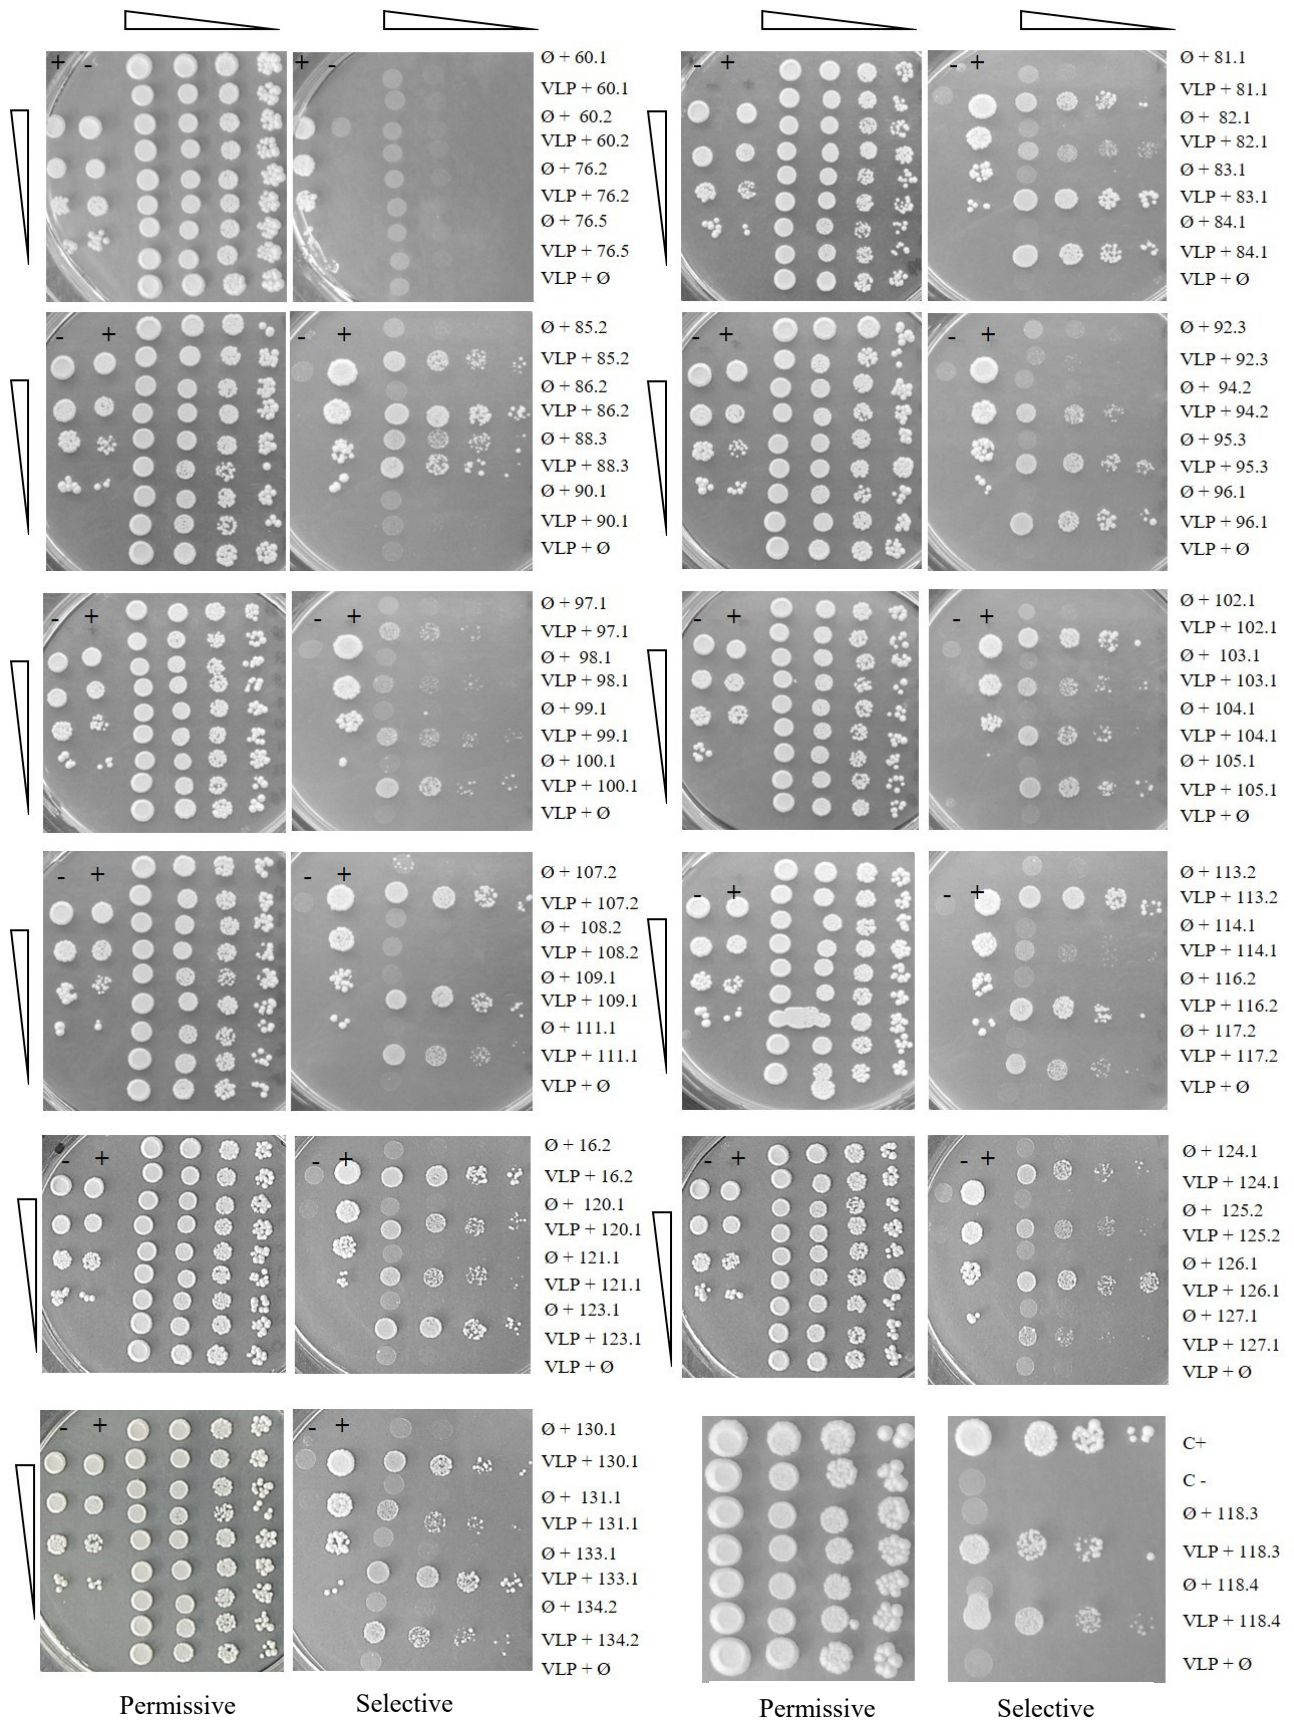 + -
+ -
Ø + 60.1
VLP + 60.1
Ø + 60.2
VLP + 60.2
Ø + 76.2
VLP + 76.2
Ø + 76.5
VLP + 76.5
VLP + Ø
- +
- +
Ø + 81.1
VLP + 81.1
Ø + 82.1
VLP + 82.1
Ø + 83.1
VLP + 83.1
Ø + 84.1
VLP + 84.1
VLP + Ø
- +
- +
Ø + 85.2
VLP + 85.2
Ø + 86.2
VLP + 86.2
Ø + 88.3
VLP + 88.3
Ø + 90.1
VLP + 90.1
VLP + Ø
- +
- +
Ø + 92.3
VLP + 92.3
Ø + 94.2
VLP + 94.2
Ø + 95.3
VLP + 95.3
Ø + 96.1
VLP + 96.1
VLP + Ø
- +
- +
Ø + 97.1
VLP + 97.1
Ø + 98.1
VLP + 98.1
Ø + 99.1
VLP + 99.1
Ø + 100.1
VLP + 100.1
VLP + Ø
- +
- +
Ø + 102.1
VLP + 102.1
Ø + 103.1
VLP + 103.1
Ø + 104.1
VLP + 104.1
Ø + 105.1
VLP + 105.1
VLP + Ø
- +
- +
Ø + 107.2
VLP + 107.2
Ø + 108.2
VLP + 108.2
Ø + 109.1
VLP + 109.1
Ø + 111.1
VLP + 111.1
VLP + Ø
- +
- +
Ø + 113.2
VLP + 113.2
Ø + 114.1
VLP + 114.1
Ø + 116.2
VLP + 116.2
Ø + 117.2
VLP + 117.2
VLP + Ø
- +
- +
Ø + 16.2
VLP + 16.2
Ø + 120.1
VLP + 120.1
Ø + 121.1
VLP + 121.1
Ø + 123.1
VLP + 123.1
VLP + Ø
- +
- +
Ø + 124.1
VLP + 124.1
Ø + 125.2
VLP + 125.2
Ø + 126.1
VLP + 126.1
Ø + 127.1
VLP + 127.1
VLP + Ø
- +
- +
Ø + 130.1
VLP + 130.1
Ø + 131.1
VLP + 131.1
Ø + 133.1
VLP + 133.1
Ø + 134.2
VLP + 134.2
VLP + Ø
C+
C -
Ø + 118.3
VLP + 118.3
Ø + 118.4
VLP + 118.4
VLP + Ø
Permissive
Selective
Permissive
Selective